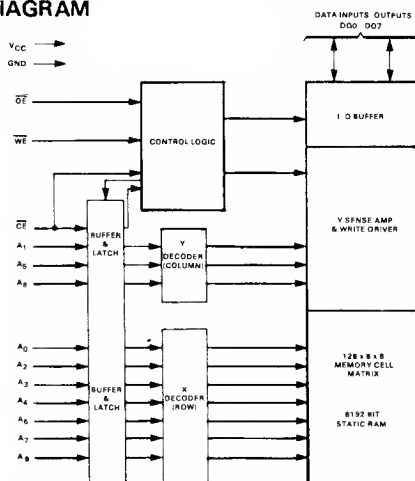 IAGRAM
DATA INPUTS OUTPUTS
DQ0 DQ7
VCC
GND
OE
WE
CE
A1
A5
A8
A0
A2
A3
A4
A6
A7
A9
CONTROL LOGIC
BUFFER
&
LATCH
Y
DECODER
(COLUMN)
BUFFER
&
LATCH
X
DECODER
(ROW)
I O BUFFER
Y SENSE AMP
& WRITE DRIVER
128 x 8 x 8
MEMORY CELL
MATRIX
8192 BIT
STATIC RAM